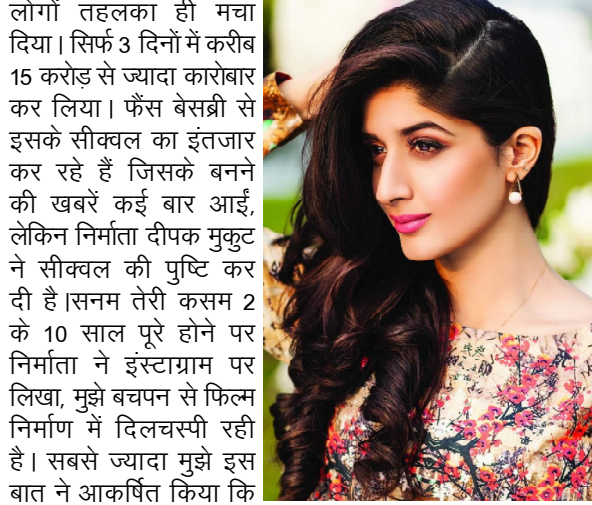 लोगों तहलका ही मचा
दिया। सिर्फ 3 दिनों में करीब
15 करोड़ से ज्यादा कारोबार
कर लिया। फैंस बेसब्री से
इसके सीक्वल का इंतजार
कर रहे हैं जिसके बनने
की खबरें कई बार आईं,
लेकिन निर्माता दीपक मुकुट
ने सीक्वल की पुष्टि कर
दी है।सनम तेरी कसम 2
के 10 साल पूरे होने पर
निर्माता ने इंस्टाग्राम पर
लिखा, मुझे बचपन से फिल्म
निर्माण में दिलचस्पी रही
है। सबसे ज्यादा मुझे इस
बात ने आकर्षित किया कि